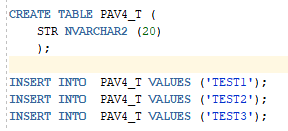 CREATE TABLE PAV4_T (
STR NVARCHAR2 (20)
);
INSERT INTO PAV4_T VALUES ('TEST1');
INSERT INTO PAV4_T VALUES ('TEST2');
INSERT INTO PAV4_T VALUES ('TEST3');